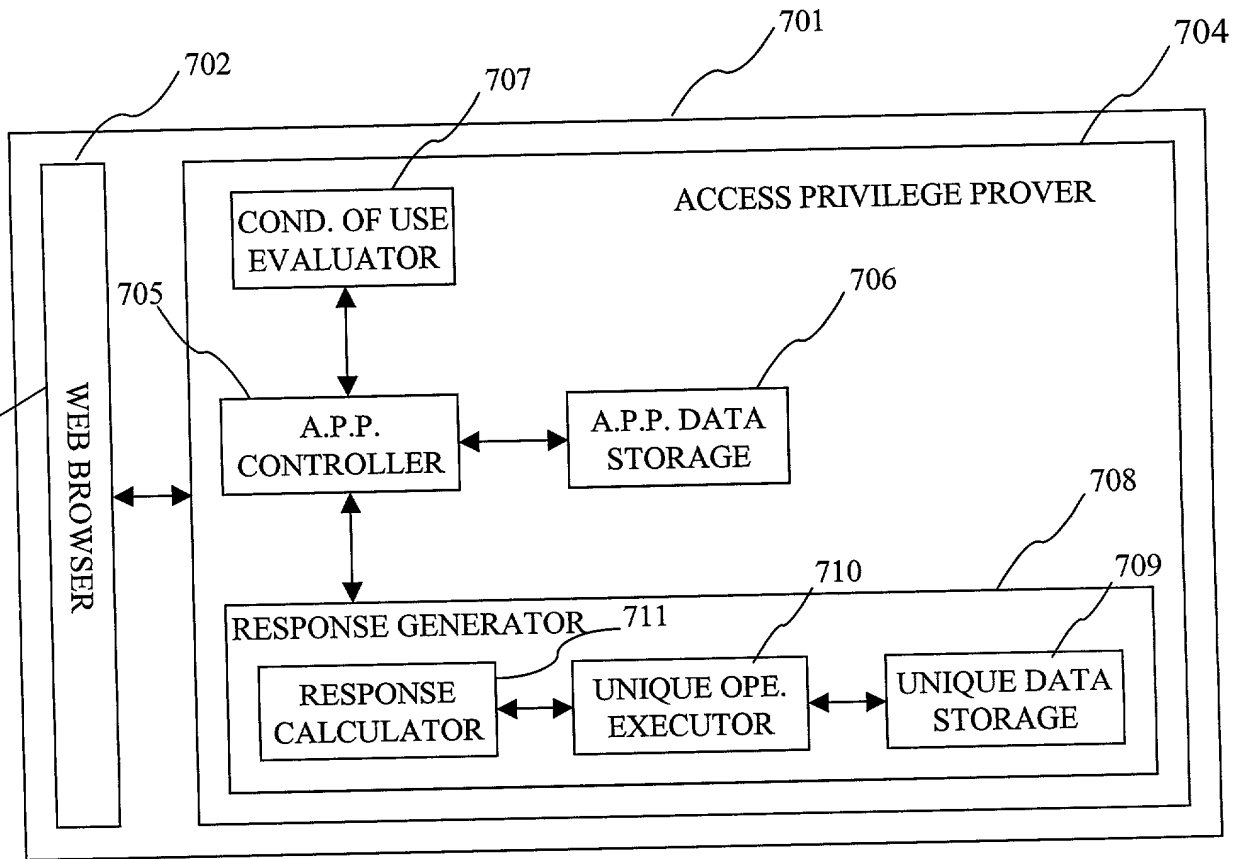 701
704
702
707
ACCESS PRIVILEGE PROVER
COND. OF USE
EVALUATOR
705
706
WEB BROWSER
A.P.P.
CONTROLLER
A.P.P. DATA
STORAGE
708
710
709
RESPONSE GENERATOR
711
RESPONSE
CALCULATOR
UNIQUE OPE.
EXECUTOR
UNIQUE DATA
STORAGE